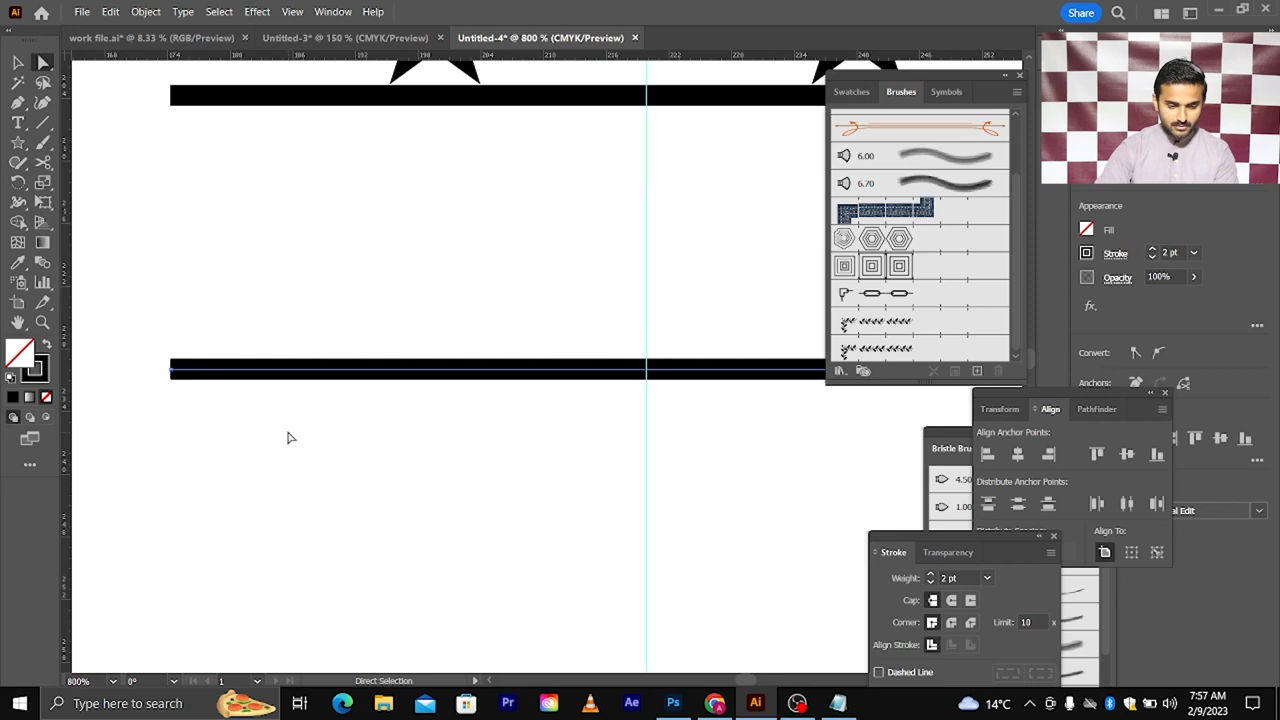 File Edit Object Type Select Effect View Window Help
Share
work file.ai* @ 8.33 % (RGB/Preview) ×
Untitled-3* @ 150 % (CMYK/Preview) ×
Untitled-4* @ 800 % (CMYK/Preview) ×
Swatches Brushes Symbols
6.00
6.70
Appearance
Fill
Stroke 2 pt
Opacity 100%
Convert:
Anchors:
Transform Align Pathfinder
Align Anchor Points:
Distribute Anchor Points:
Align To:
Bristle Bru
4.50
1.00
al Edit
Stroke Transparency
Weight: 2 pt
Cap:
Corner: Limit: 10 x
Align Stroke:
Dashed Line
800% 0° 1 Direct Selection
Type here to search
14°C
7:57 AM
2/9/2023